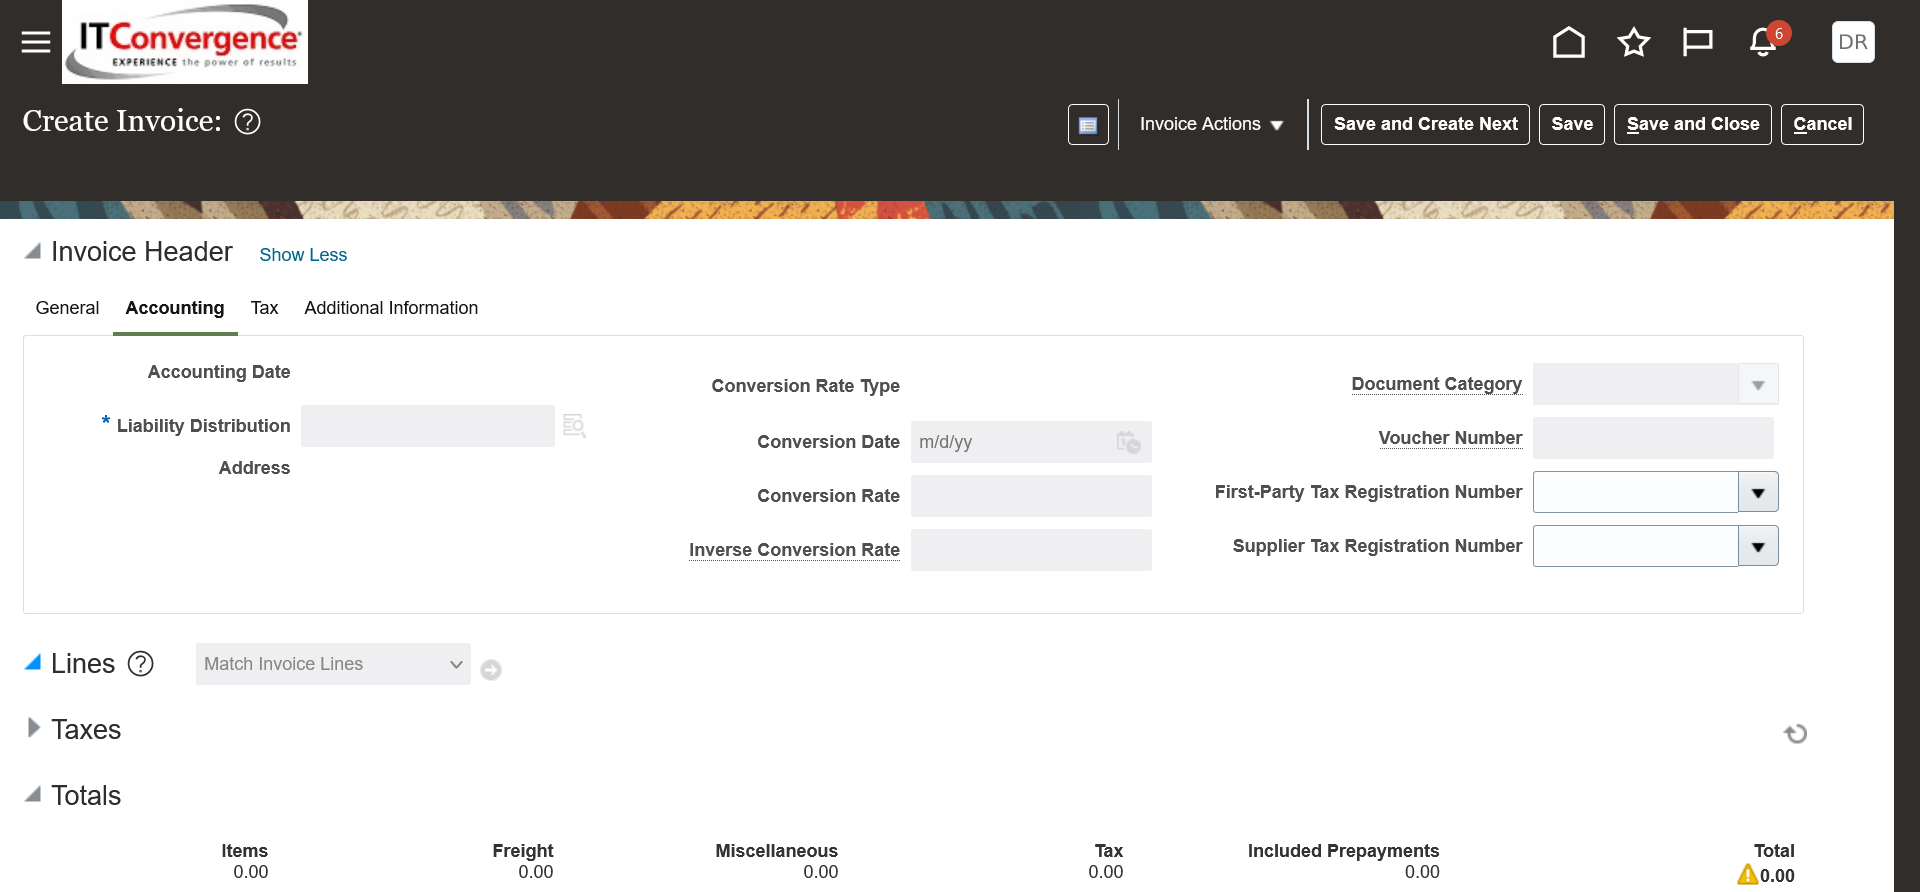 ITConvergence
EXPERIENCE the power of results
6
DR
Create Invoice:
Invoice Actions
Save and Create Next
Save
Save and Close
Cancel
Invoice Header
Show Less
General
Accounting
Tax
Additional Information
Accounting Date
* Liability Distribution
Address
Conversion Rate Type
Conversion Date
m/d/yy
Conversion Rate
Inverse Conversion Rate
Document Category
Voucher Number
First-Party Tax Registration Number
Supplier Tax Registration Number
Lines
Match Invoice Lines
Taxes
Totals
Items
Freight
Miscellaneous
Tax
Included Prepayments
Total
0.00
0.00
0.00
0.00
0.00
0.00